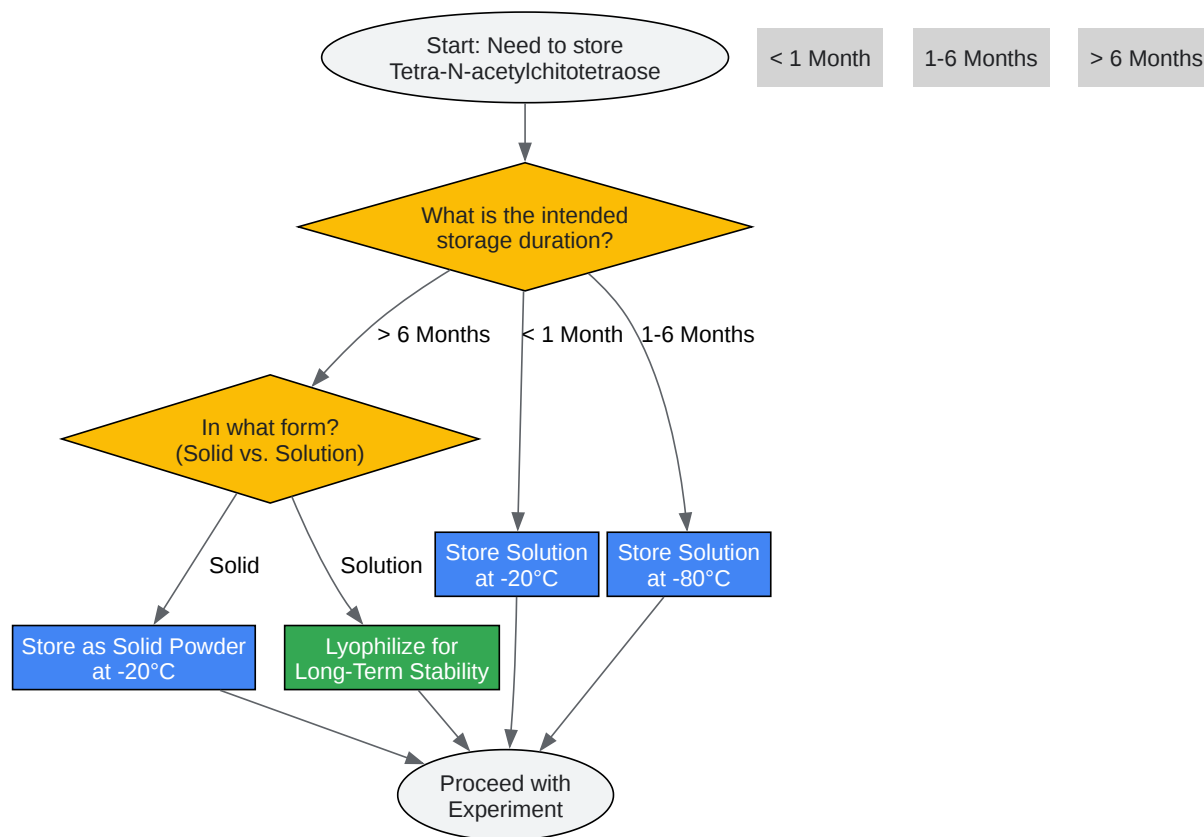 Start: Need to store
Tetra-N-acetylchitotetraose
< 1 Month
1-6 Months
> 6 Months
What is the intended
storage duration?
> 6 Months
< 1 Month
1-6 Months
In what form?
(Solid vs. Solution)
Solid
Solution
Store Solution
at -20°C
Store Solution
at -80°C
Store as Solid Powder
at -20°C
Lyophilize for
Long-Term Stability
Proceed with
Experiment